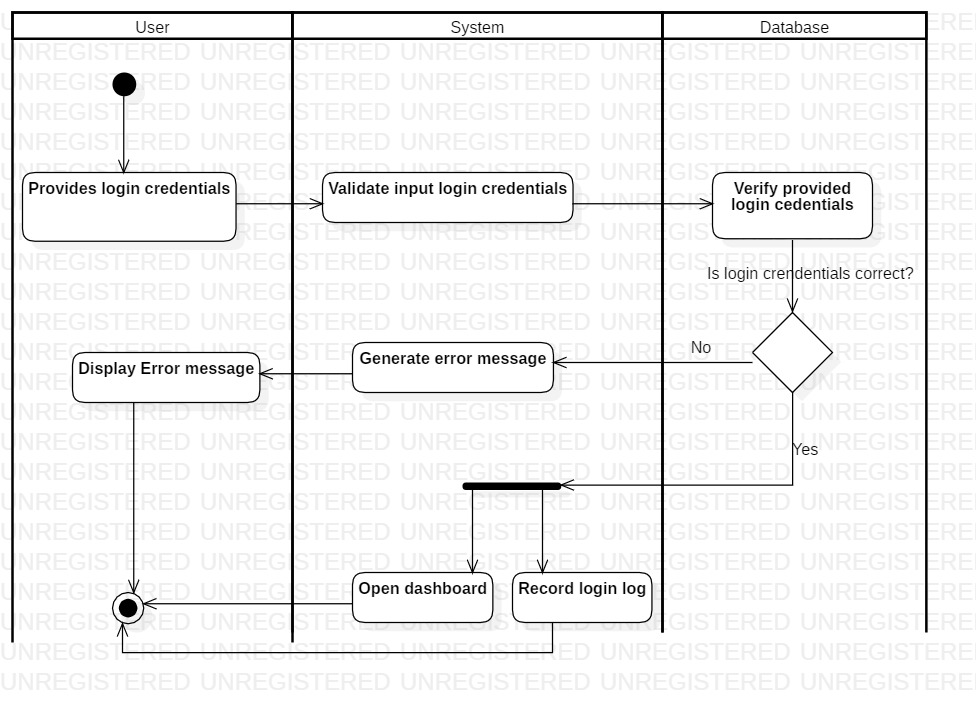 User
System
Database
Provides login credentials
Validate input login credentials
Verify provided
login cedentials
Is login crendentials correct?
No
Generate error message
Display Error message
Yes
Open dashboard
Record login log
UNREGISTERED